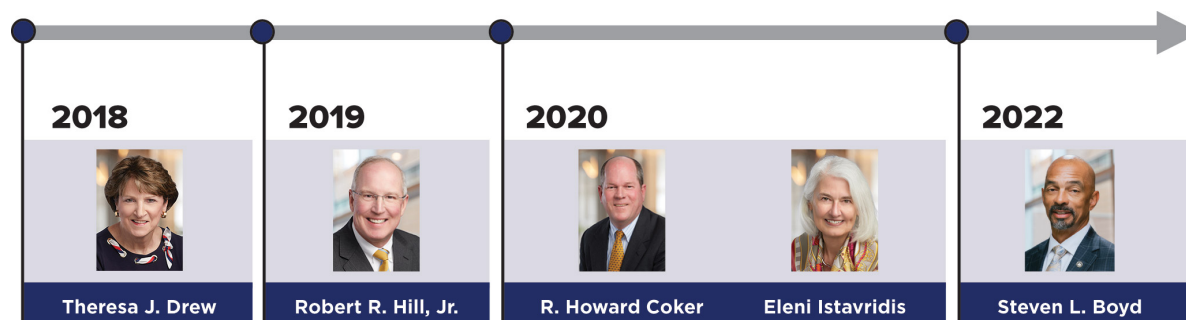 2018
2019
2020
2022
Theresa J. Drew
Robert R. Hill, Jr.
R. Howard Coker
Eleni Istavridis
Steven L. Boyd